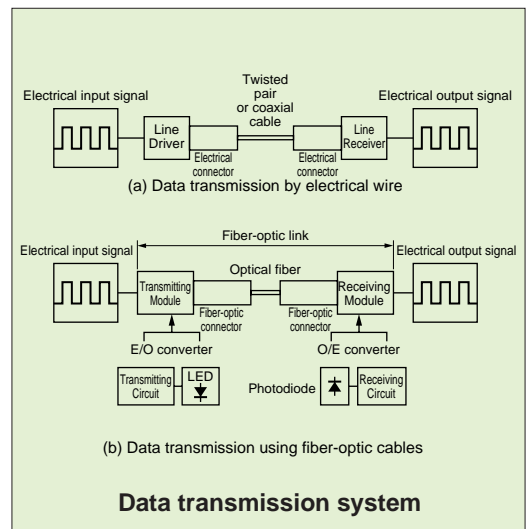 Electrical input signal
Twisted
pair
or coaxial
cable
Electrical output signal
Line
Driver
Electrical
connector
Electrical
connector
Line
Receiver
(a) Data transmission by electrical wire
Fiber-optic link
Electrical input signal
Electrical output signal
Transmitting
Module
Optical fiber
Receiving
Module
Fiber-optic
connector
Fiber-optic
connector
E/O converter
O/E converter
Transmitting
Circuit
LED
Photodiode
Receiving
Circuit
(b) Data transmission using fiber-optic cables
Data transmission system